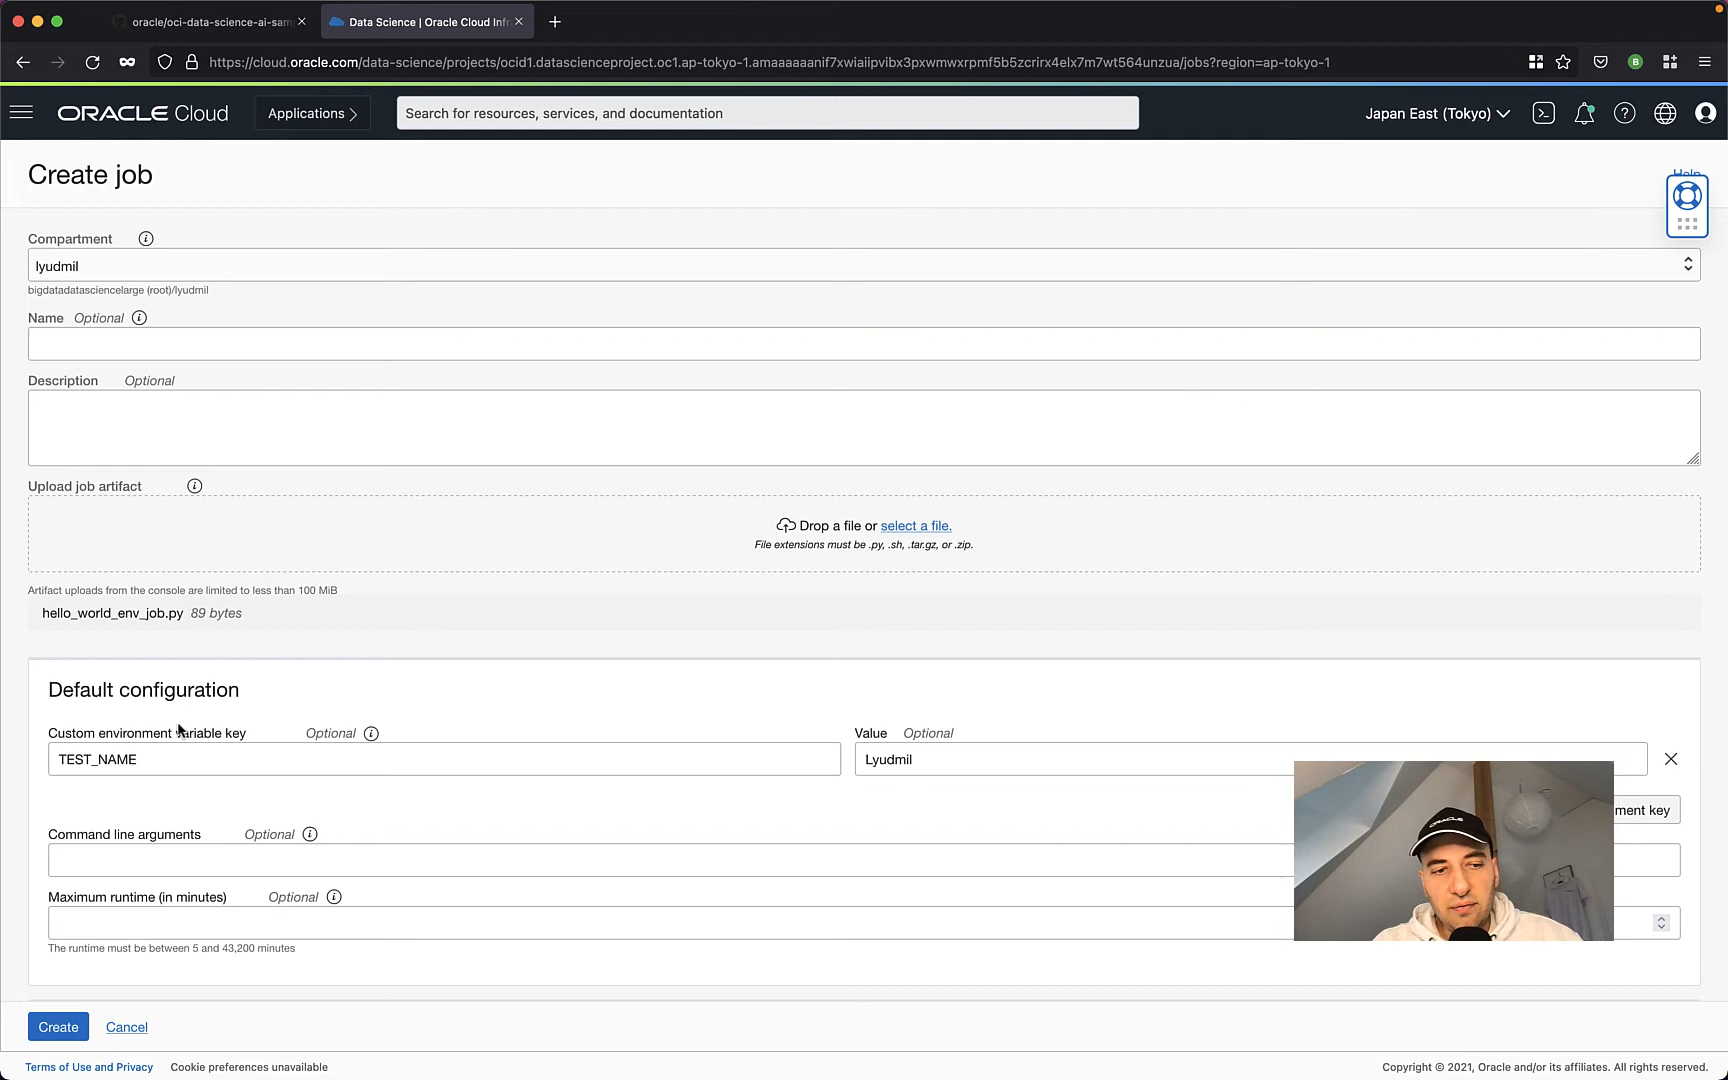 oracle/oci-data-science-ai-sam
Data Science | Oracle Cloud Infr
https://cloud.oracle.com/data-science/projects/ocid1.datascienceproject.oc1.ap-tokyo-1.amaaaaaanif7xwiaiipvibx3pxwmwxrpmf5b5zcrirx4elx7m7wt564unzua/jobs?region=ap-tokyo-1
B
ORACLE Cloud
Applications
Search for resources, services, and documentation
Japan East (Tokyo)
Create job
Help
Compartment
lyudmil
bigdatadatasciencelarge (root)/lyudmil
Name Optional
Description Optional
Upload job artifact
Drop a file or select a file.
File extensions must be .py, .sh, .tar.gz, or .zip.
Artifact uploads from the console are limited to less than 100 MiB
hello_world_env_job.py 89 bytes
Default configuration
Custom environment variable key Optional
Value Optional
TEST_NAME
Lyudmil
ment key
Command line arguments Optional
ORACLE
Maximum runtime (in minutes) Optional
The runtime must be between 5 and 43,200 minutes
Create Cancel
Terms of Use and Privacy Cookie preferences unavailable
Copyright © 2021, Oracle and/or its affiliates. All rights reserved.